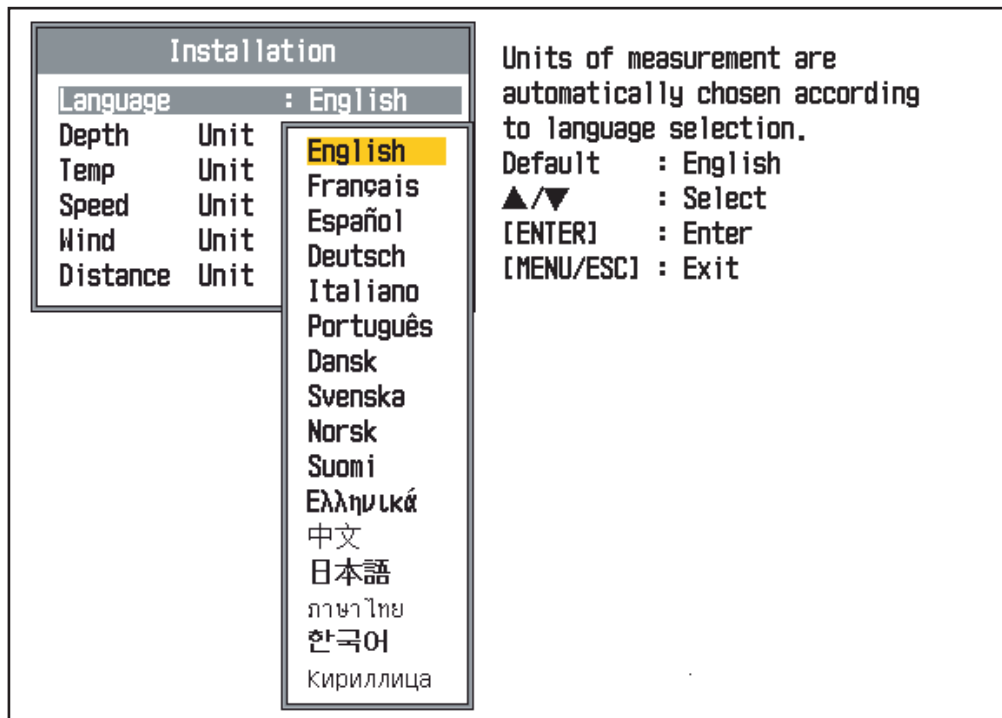 Installation
Language : English
Depth Unit
Temp Unit
Speed Unit
Wind Unit
Distance Unit
English
Français
Español
Deutsch
Italiano
Português
Dansk
Svenska
Norsk
Suomi
Ελληνικά
中文
日本語
ภาษาไทย
한국어
Кириллица
Units of measurement are
automatically chosen according
to language selection.
Default : English
▲/▼ : Select
[ENTER] : Enter
[MENU/ESC] : Exit